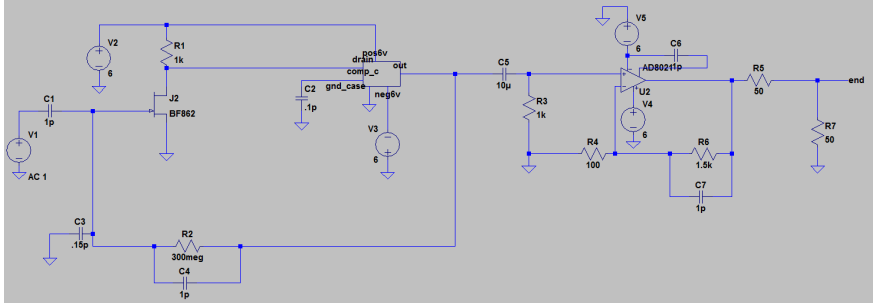 V5
6
C6
1p
AD8021
U2
V4
6
V2
6
R1
1k
pos6v
drain
out
comp_c
gnd_case
neg6v
C5
10µ
R5
50
end
C1
1p
J2
BF862
C2
.1p
R3
1k
V1
AC 1
V3
6
R4
100
R6
1.5k
R7
50
C7
1p
C3
.15p
R2
300meg
C4
1p